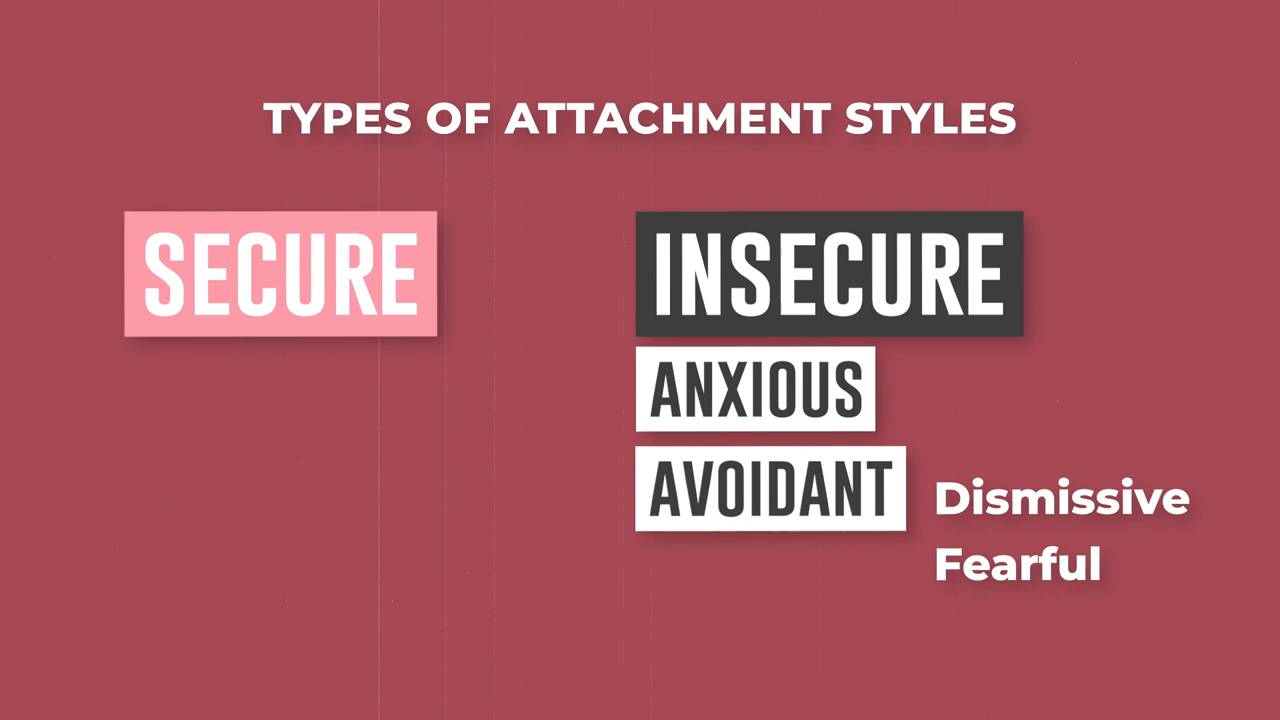 TYPES OF ATTACHMENT STYLES
SECURE
INSECURE
ANXIOUS
AVOIDANT
Dismissive
Fearful